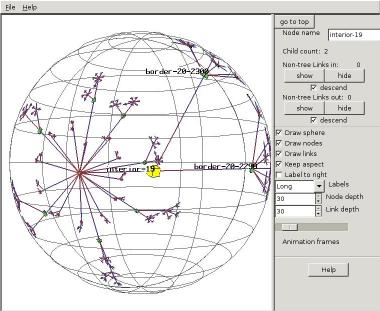 File Help
go to top
Node name interior-19
Child count: 2
Non-tree Links in: 0
show hide
descend
Non-tree Links out: 0
show hide
descend
Draw sphere
Draw nodes
Draw links
Keep aspect
Label to right
Long Labels
30 Node depth
30 Link depth
Animation frames
Help
border-20-2300
interior-19
border-20-2298